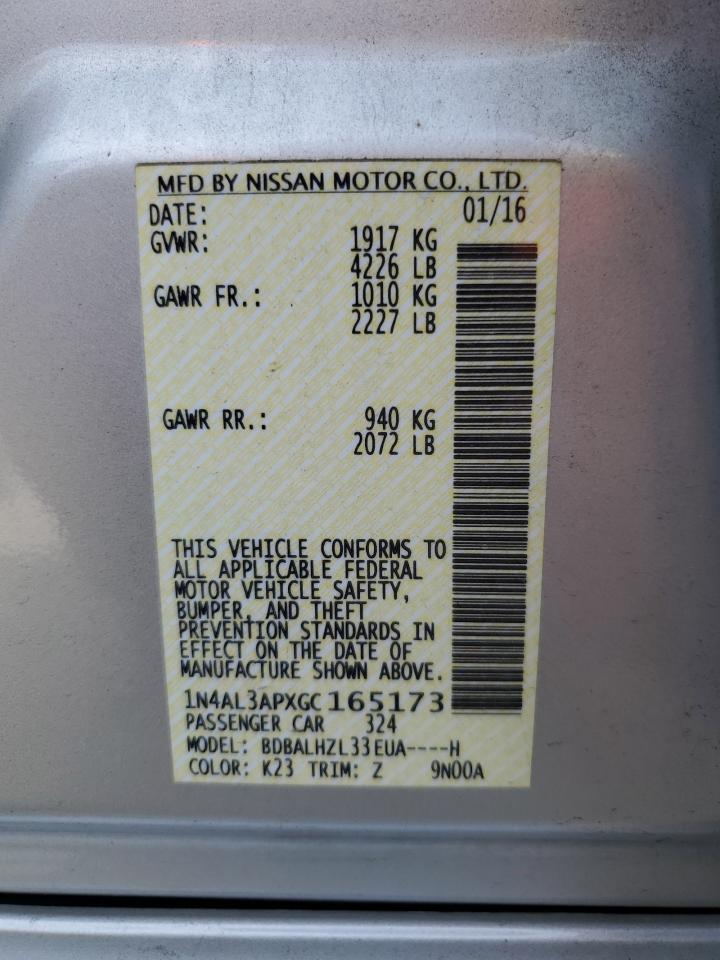 MFD BY NISSAN MOTOR CO., LTD.
DATE: 01/16
GVWR: 1917 KG
4226 LB
GAWR FR.: 1010 KG
2227 LB
GAWR RR.: 940 KG
2072 LB
THIS VEHICLE CONFORMS TO
ALL APPLICABLE FEDERAL
MOTOR VEHICLE SAFETY,
BUMPER, AND THEFT
PREVENTION STANDARDS IN
EFFECT ON THE DATE OF
MANUFACTURE SHOWN ABOVE.
1N4AL3APXGC165173
PASSENGER CAR 324
MODEL: BDBALHZL33EUA----H
COLOR: K23 TRIM: Z 9N00A